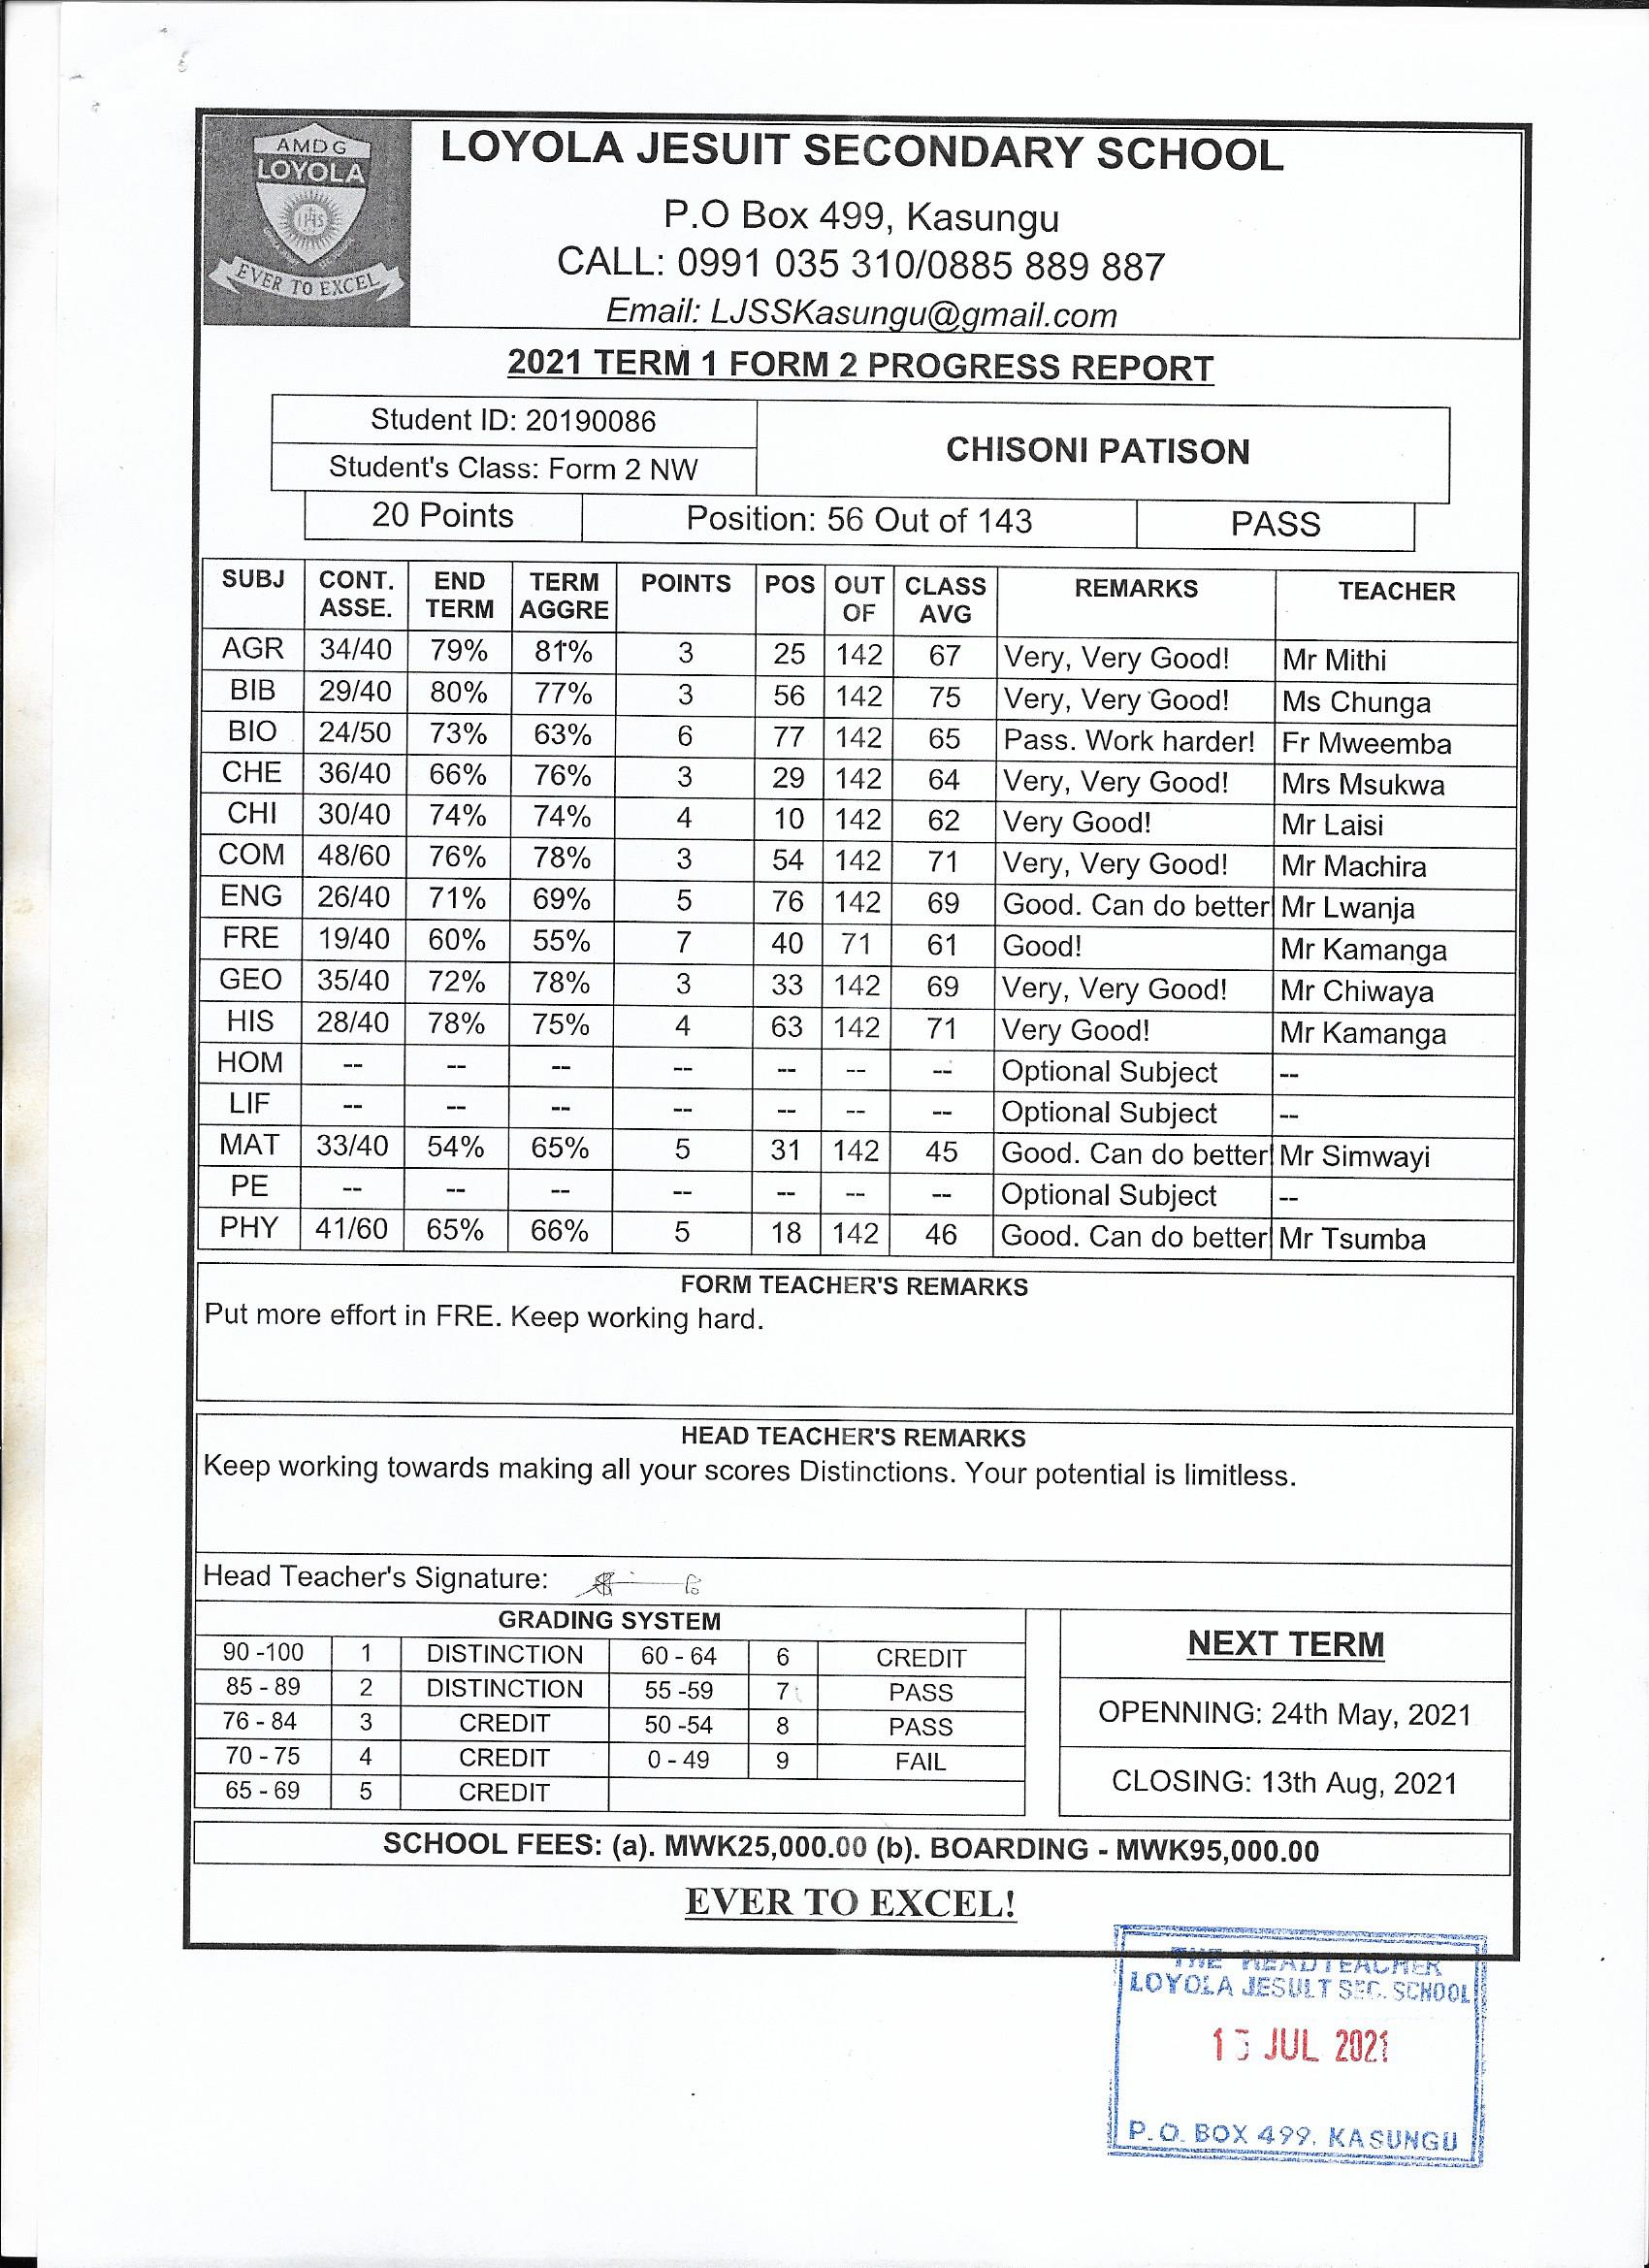 AMDG
LOYOLA
IHS
EVER TO EXCEL
LOYOLA JESUIT SECONDARY SCHOOL
P.O Box 499, Kasungu
CALL: 0991 035 310/0885 889 887
Email: LJSSKasungu@gmail.com
2021 TERM 1 FORM 2 PROGRESS REPORT
Student ID: 20190086
Student's Class: Form 2 NW
CHISONI PATISON
20 Points Position: 56 Out of 143 PASS
SUBJ CONT. ASSE. END TERM TERM AGGRE POINTS POS OUT OF CLASS AVG REMARKS TEACHER
AGR 34/40 79% 81% 3 25 142 67 Very, Very Good! Mr Mithi
BIB 29/40 80% 77% 3 56 142 75 Very, Very Good! Ms Chunga
BIO 24/50 73% 63% 6 77 142 65 Pass. Work harder! Fr Mweemba
CHE 36/40 66% 76% 3 29 142 64 Very, Very Good! Mrs Msukwa
CHI 30/40 74% 74% 4 10 142 62 Very Good! Mr Laisi
COM 48/60 76% 78% 3 54 142 71 Very, Very Good! Mr Machira
ENG 26/40 71% 69% 5 76 142 69 Good. Can do better Mr Lwanja
FRE 19/40 60% 55% 7 40 71 61 Good! Mr Kamanga
GEO 35/40 72% 78% 3 33 142 69 Very, Very Good! Mr Chiwaya
HIS 28/40 78% 75% 4 63 142 71 Very Good! Mr Kamanga
HOM -- -- -- -- -- -- -- Optional Subject --
LIF -- -- -- -- -- -- -- Optional Subject --
MAT 33/40 54% 65% 5 31 142 45 Good. Can do better Mr Simwayi
PE -- -- -- -- -- -- -- Optional Subject --
PHY 41/60 65% 66% 5 18 142 46 Good. Can do better Mr Tsumba
FORM TEACHER'S REMARKS
Put more effort in FRE. Keep working hard.
HEAD TEACHER'S REMARKS
Keep working towards making all your scores Distinctions. Your potential is limitless.
Head Teacher's Signature:
GRADING SYSTEM
90 -100 1 DISTINCTION 60 - 64 6 CREDIT
85 - 89 2 DISTINCTION 55 -59 7 PASS
76 - 84 3 CREDIT 50 -54 8 PASS
70 - 75 4 CREDIT 0 - 49 9 FAIL
65 - 69 5 CREDIT
NEXT TERM
OPENNING: 24th May, 2021
CLOSING: 13th Aug, 2021
SCHOOL FEES: (a). MWK25,000.00 (b). BOARDING - MWK95,000.00
EVER TO EXCEL!
THE HEADTEACHER
LOYOLA JESULT SEC. SCHOOL
JUL 2021
P.O. BOX 499, KASUNGU